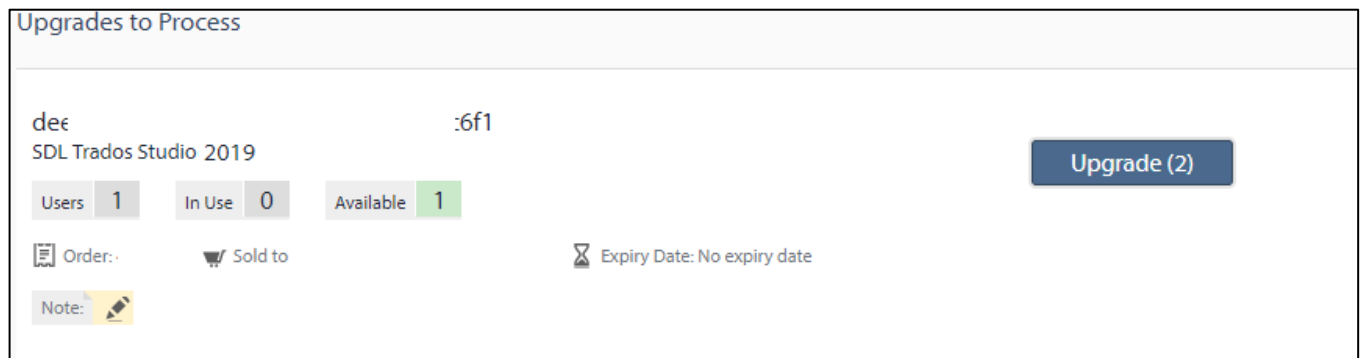 Upgrades to Process
dee :6f1
SDL Trados Studio 2019
Upgrade (2)
Users 1 In Use 0 Available 1
Order: Sold to Expiry Date: No expiry date
Note: